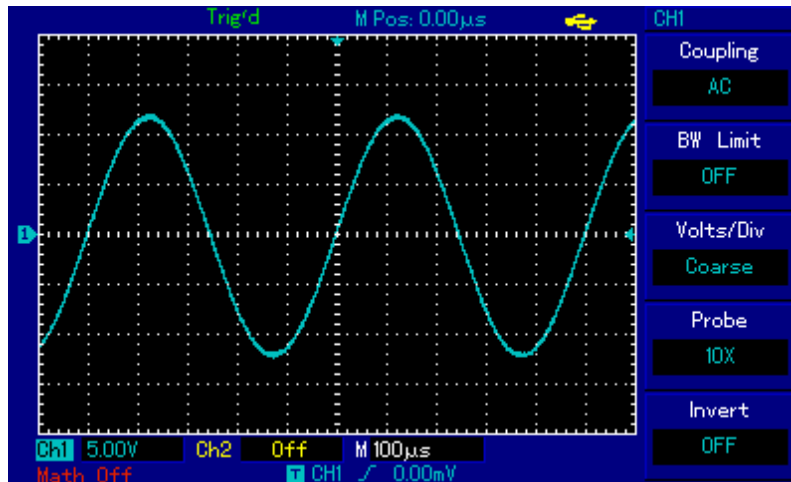 Trig'd M Pos: 0.00μs CH1
Coupling
AC
BW Limit
OFF
Volts/Div
Coarse
Probe
10X
Invert
OFF
1
Ch1 5.00V Ch2 Off M 100μs
Math Off T CH1 0.00mV